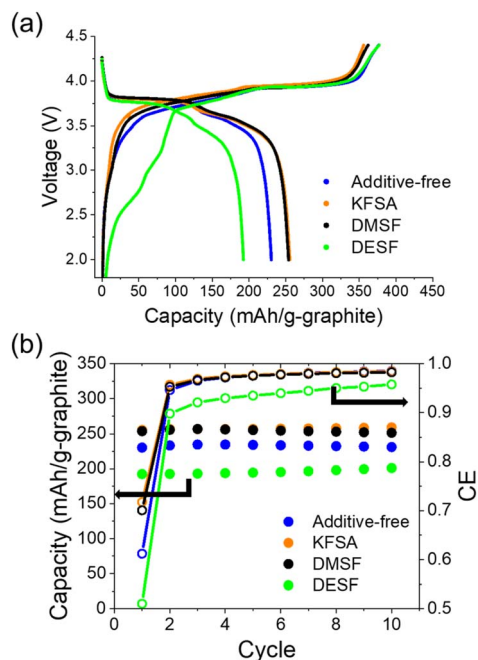 (a)
4.5
4.0
3.5
3.0
2.5
2.0
Voltage (V)
Additive-free
KFSA
DMSF
DESF
0 50 100 150 200 250 300 350 400 450
Capacity (mAh/g-graphite)
(b)
350
300
250
200
150
100
50
0
Capacity (mAh/g-graphite)
1.0
0.9
0.8
0.7
0.6
0.5
CE
Additive-free
KFSA
DMSF
DESF
0 2 4 6 8 10
Cycle